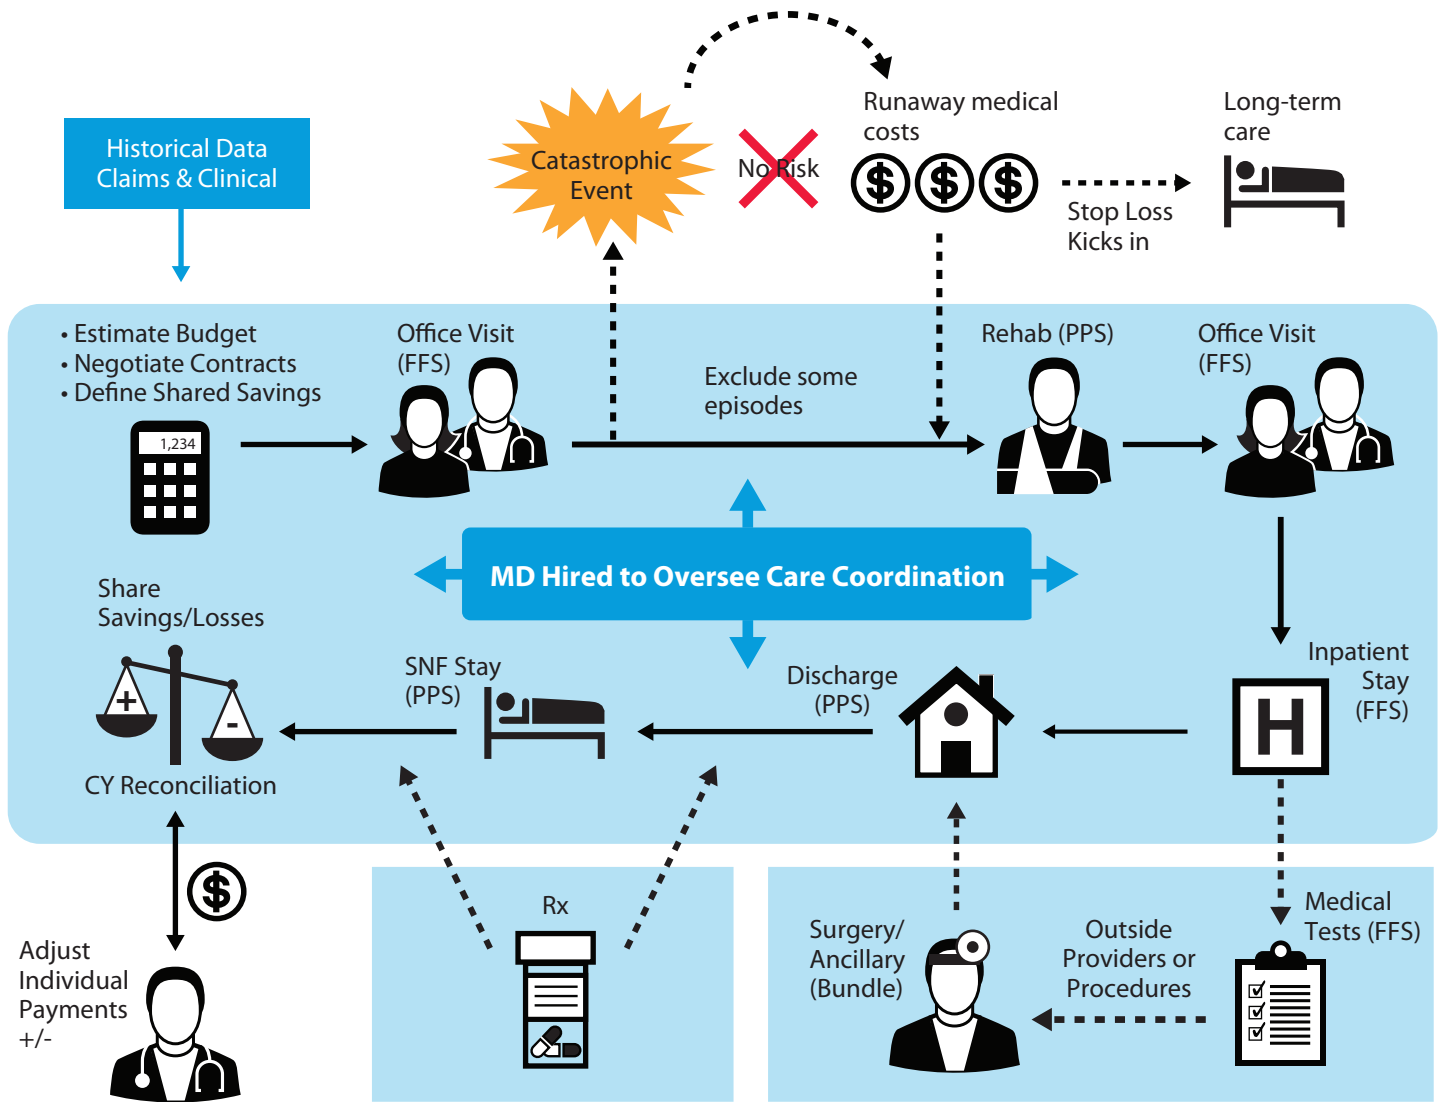 Historical Data
Claims & Clinical
Catastrophic
Event
No Risk
Runaway medical
costs
$ $ $
Stop Loss
Kicks in
Long-term
care
• Estimate Budget
• Negotiate Contracts
• Define Shared Savings
1,234
Office Visit
(FFS)
Exclude some
episodes
Rehab (PPS)
Office Visit
(FFS)
MD Hired to Oversee Care Coordination
Share
Savings/Losses
+
-
CY Reconciliation
SNF Stay
(PPS)
Discharge
(PPS)
Inpatient
Stay
(FFS)
H
$
Adjust
Individual
Payments
+/-
Rx
Surgery/
Ancillary
(Bundle)
Outside
Providers or
Procedures
Medical
Tests (FFS)